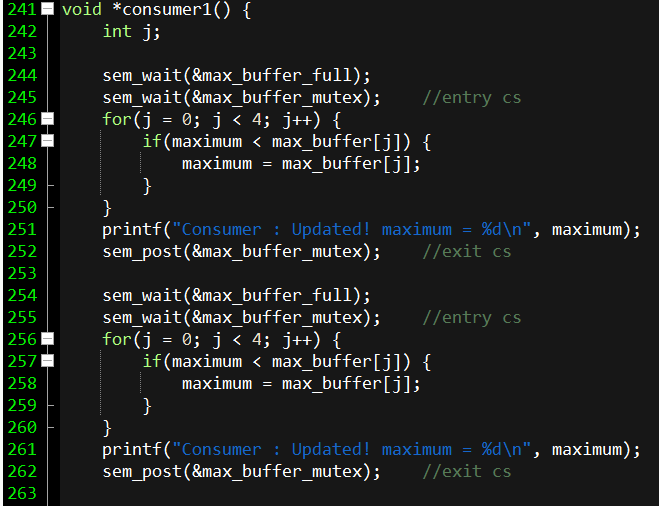 241 void *consumer1() {
242     int j;
243
244     sem_wait(&max_buffer_full);
245     sem_wait(&max_buffer_mutex);    //entry cs
246     for(j = 0; j < 4; j++) {
247         if(maximum < max_buffer[j]) {
248             maximum = max_buffer[j];
249         }
250     }
251     printf("Consumer : Updated! maximum = %d\n", maximum);
252     sem_post(&max_buffer_mutex);    //exit cs
253
254     sem_wait(&max_buffer_full);
255     sem_wait(&max_buffer_mutex);    //entry cs
256     for(j = 0; j < 4; j++) {
257         if(maximum < max_buffer[j]) {
258             maximum = max_buffer[j];
259         }
260     }
261     printf("Consumer : Updated! maximum = %d\n", maximum);
262     sem_post(&max_buffer_mutex);    //exit cs
263